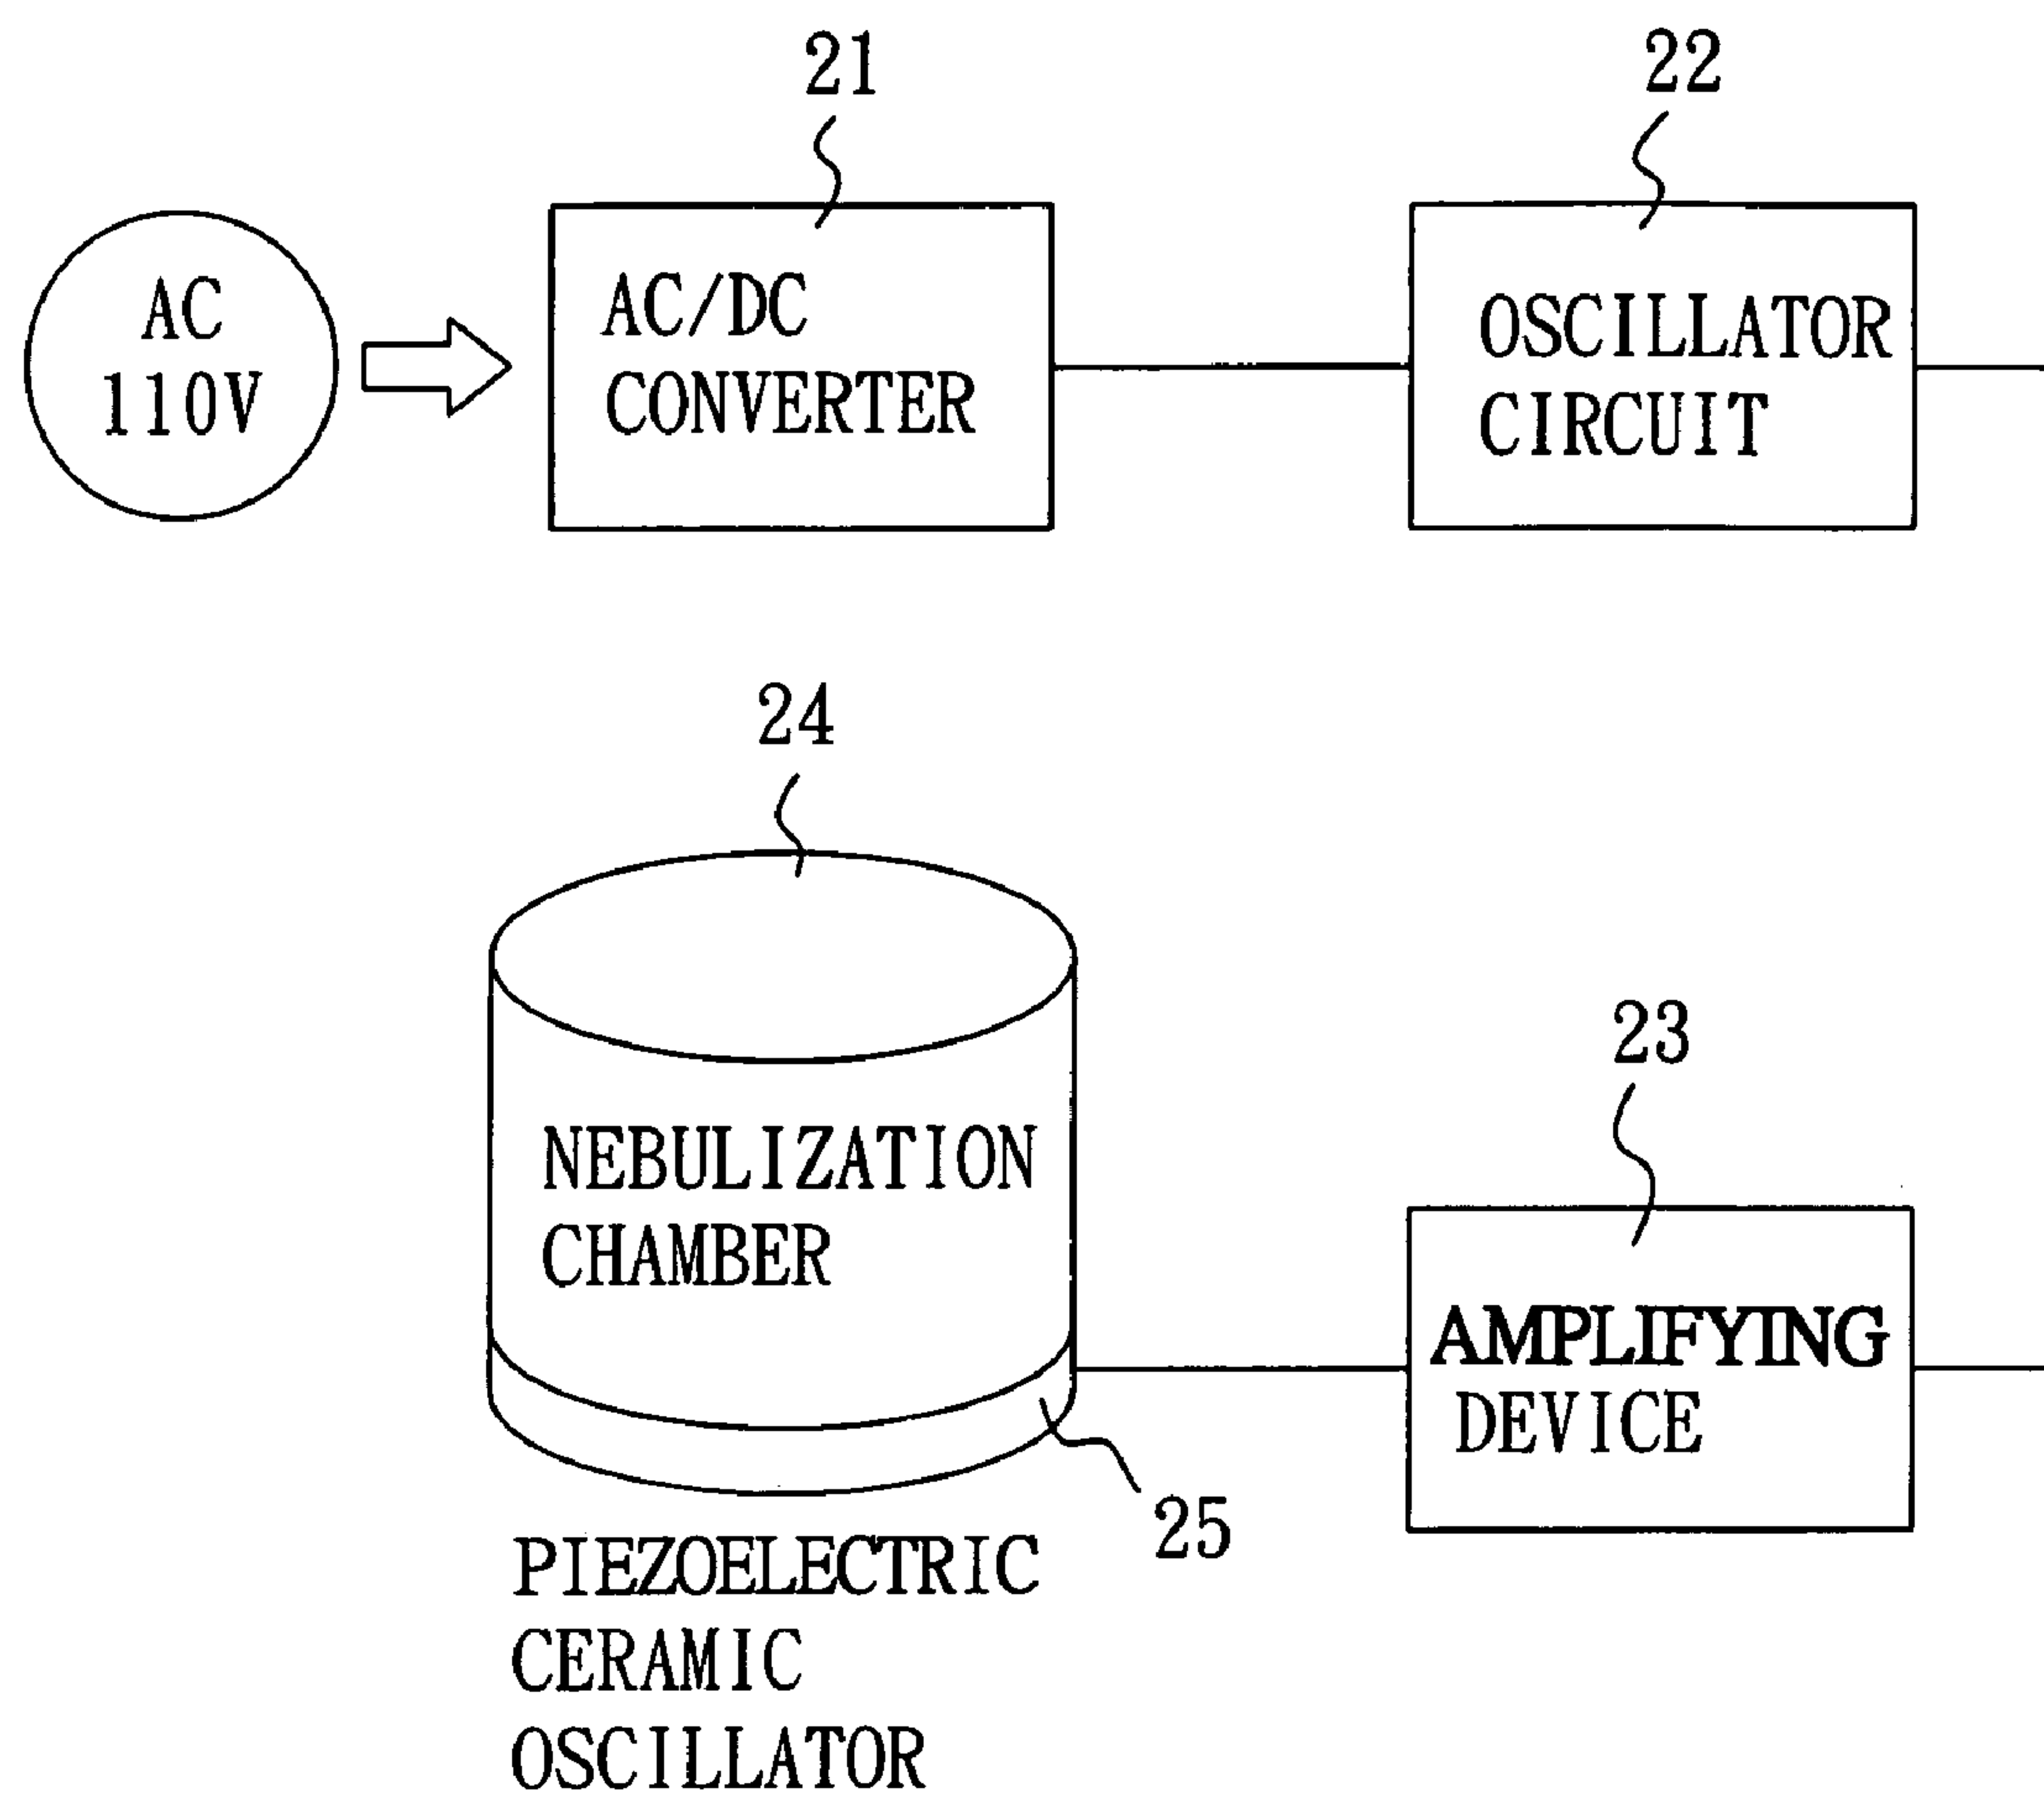 21
22
AC
110V
AC/DC
CONVERTER
OSCILLATOR
CIRCUIT
24
23
NEBULIZATION
CHAMBER
AMPLIFYING
DEVICE
25
PIEZOELECTRIC
CERAMIC
OSCILLATOR